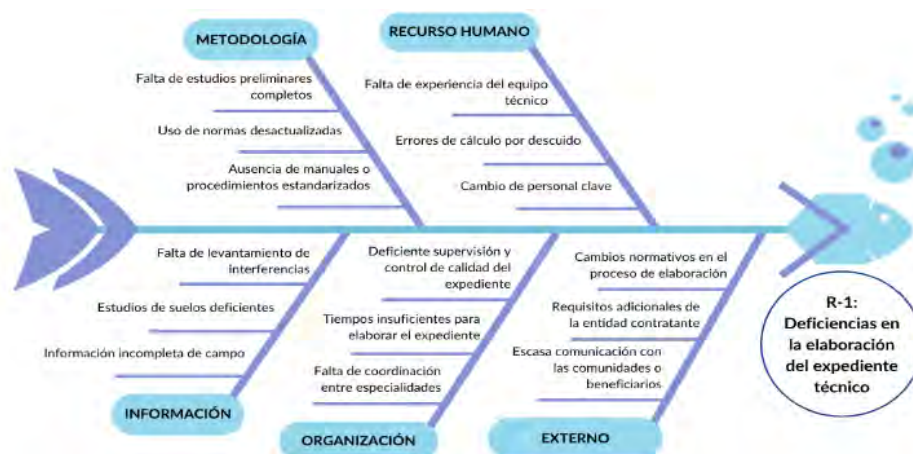 METODOLOGÍA
Falta de estudios preliminares
completos
Uso de normas desactualizadas
Ausencia de manuales o
procedimientos estandarizados
RECURSO HUMANO
Falta de experiencia del equipo
técnico
Errores de cálculo por descuido
Cambio de personal clave
Falta de levantamiento de
interferencias
Estudios de suelos deficientes
Información incompleta de campo
INFORMACIÓN
Deficiente supervisión y
control de calidad del
expediente
Tiempos insuficientes para
elaborar el expediente
Falta de coordinación
entre especialidades
ORGANIZACIÓN
Cambios normativos en el
proceso de elaboración
Requisitos adicionales de
la entidad contratante
Escasa comunicación con
las comunidades o
beneficiarios
EXTERNO
R-1:
Deficiencias en
la elaboración
del expediente
técnico